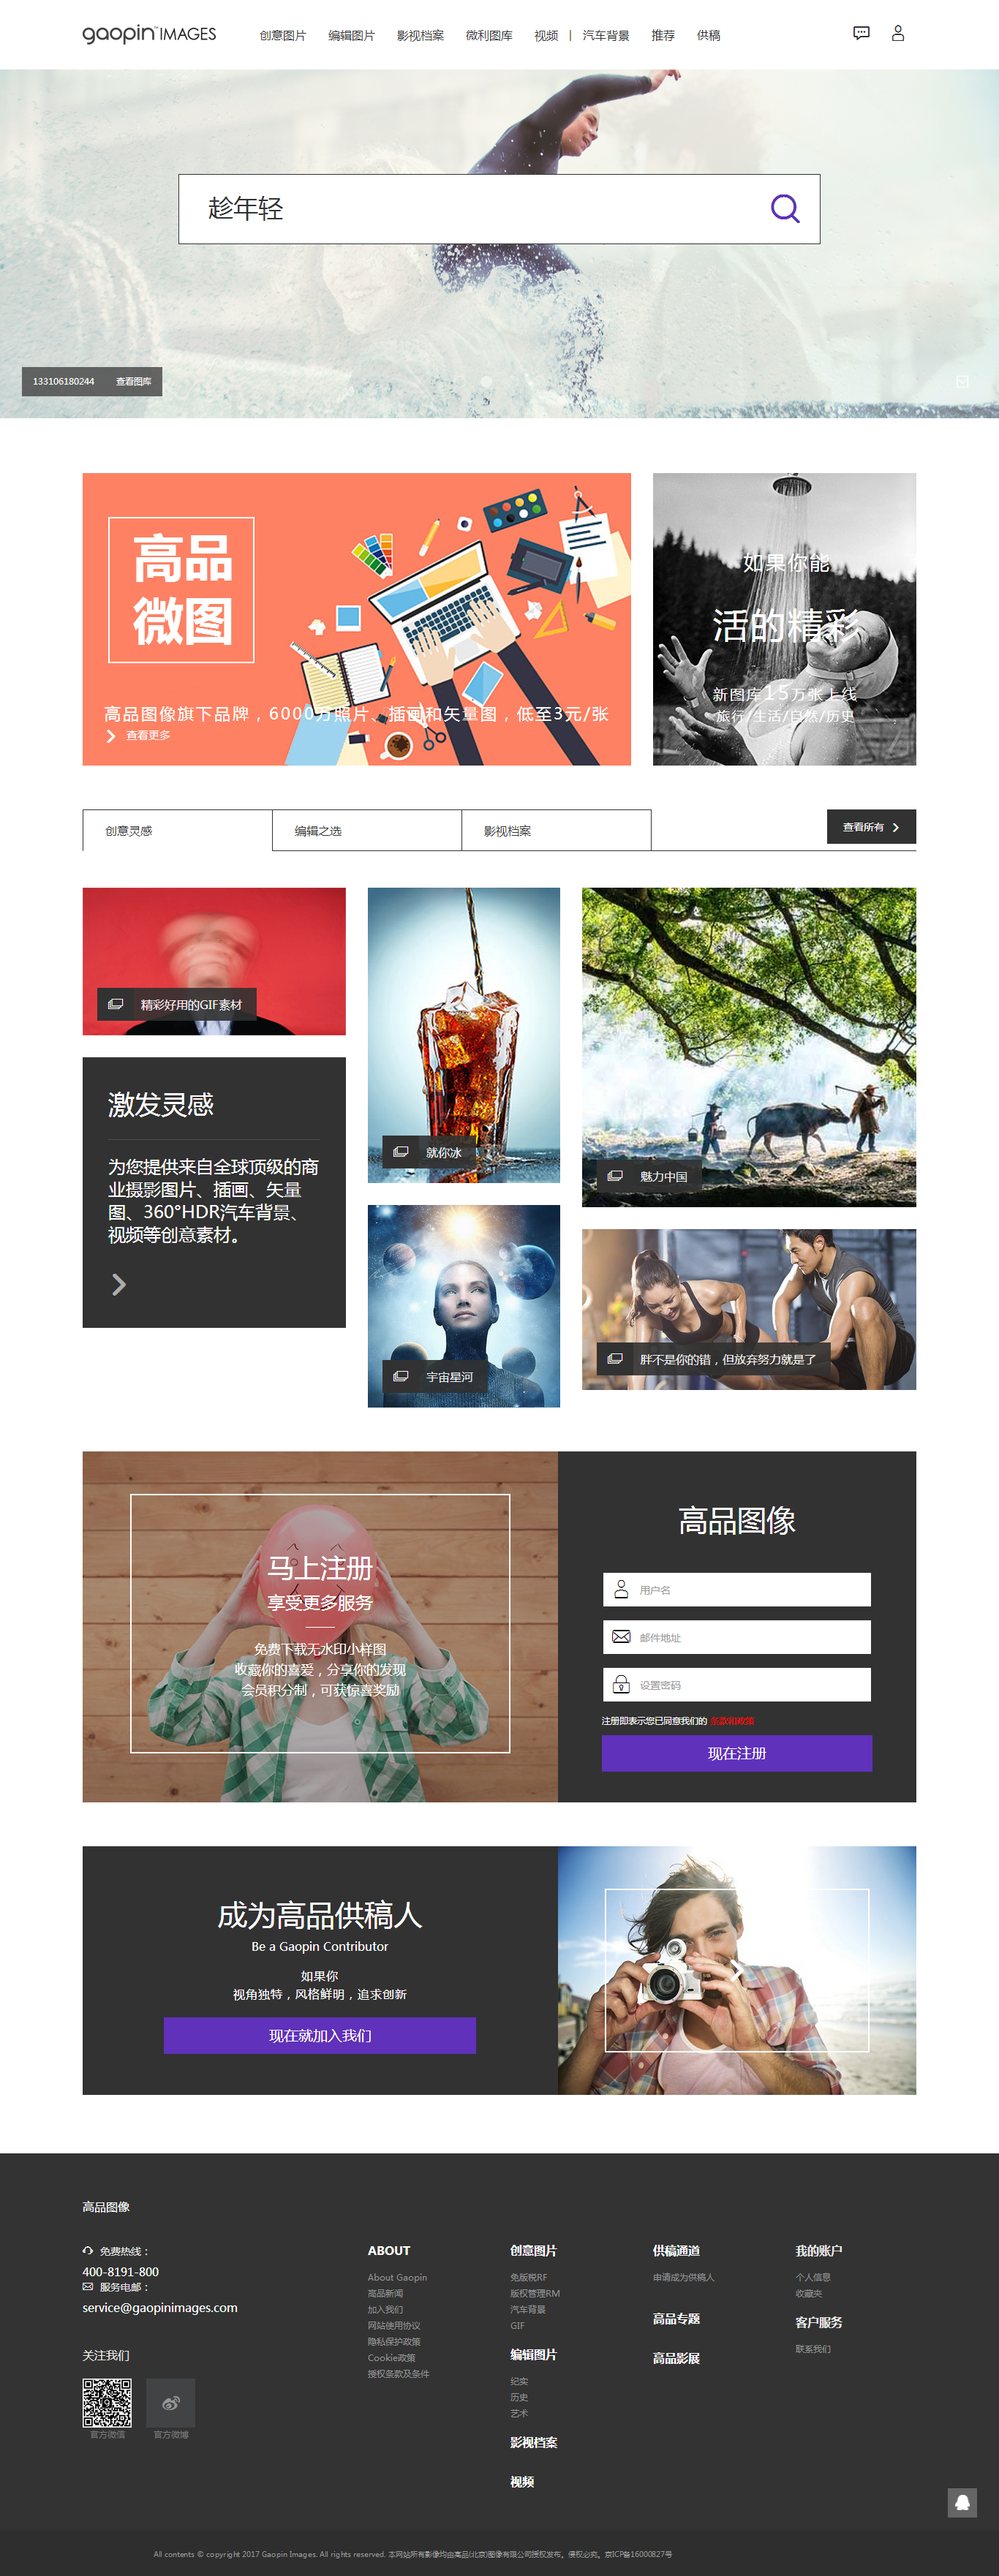 gaopin™IMAGES
创意图片 编辑图片 影视档案 微利图库 视频 | 汽车背景 推荐 供稿
趁年轻
133106180244 查看图库
高品
微图
高品图像旗下品牌，6000万照片、插画和矢量图，低至3元/张
查看更多
如果你能
活的精彩
新图库15万张上线
旅行/生活/自然/历史
创意灵感 编辑之选 影视档案 查看所有
精彩好用的GIF素材
激发灵感
为您提供来自全球顶级的商
业摄影图片、插画、矢量
图、360°HDR汽车背景、
视频等创意素材。
就你冰
宇宙星河
魅力中国
胖不是你的错，但放弃努力就是了
马上注册
享受更多服务
免费下载无水印小样图
收藏你的喜爱，分享你的发现
会员积分制，可获惊喜奖励
高品图像
用户名
邮件地址
设置密码
注册即表示您已同意我们的 条款和政策
现在注册
成为高品供稿人
Be a Gaopin Contributor
如果你
视角独特，风格鲜明，追求创新
现在就加入我们
高品图像
免费热线：
400-8191-800
服务电邮：
service@gaopinimages.com
关注我们
官方微信 官方微博
ABOUT
About Gaopin
高品新闻
加入我们
网站使用协议
隐私保护政策
Cookie政策
授权条款及条件
创意图片
免版税RF
版权管理RM
汽车背景
GIF
编辑图片
纪实
历史
艺术
影视档案
视频
供稿通道
申请成为供稿人
高品专题
高品影展
我的账户
个人信息
收藏夹
客户服务
联系我们
All contents © copyright 2017 Gaopin Images. All rights reserved. 本网站所有影像均由高品(北京)图像有限公司授权发布。侵权必究。京ICP备16000827号